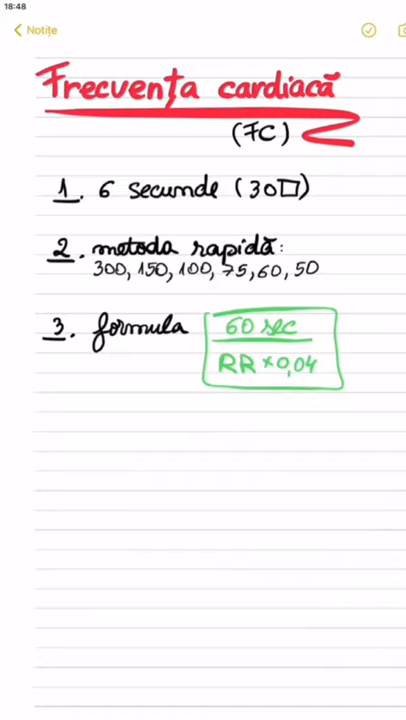 18:48
Notițe
Frecvența cardiacă
(FC)
1. 6 secunde (30□)
2. metoda rapidă:
300, 150, 100, 75, 60, 50
3. formula
60 sec
RR × 0,04